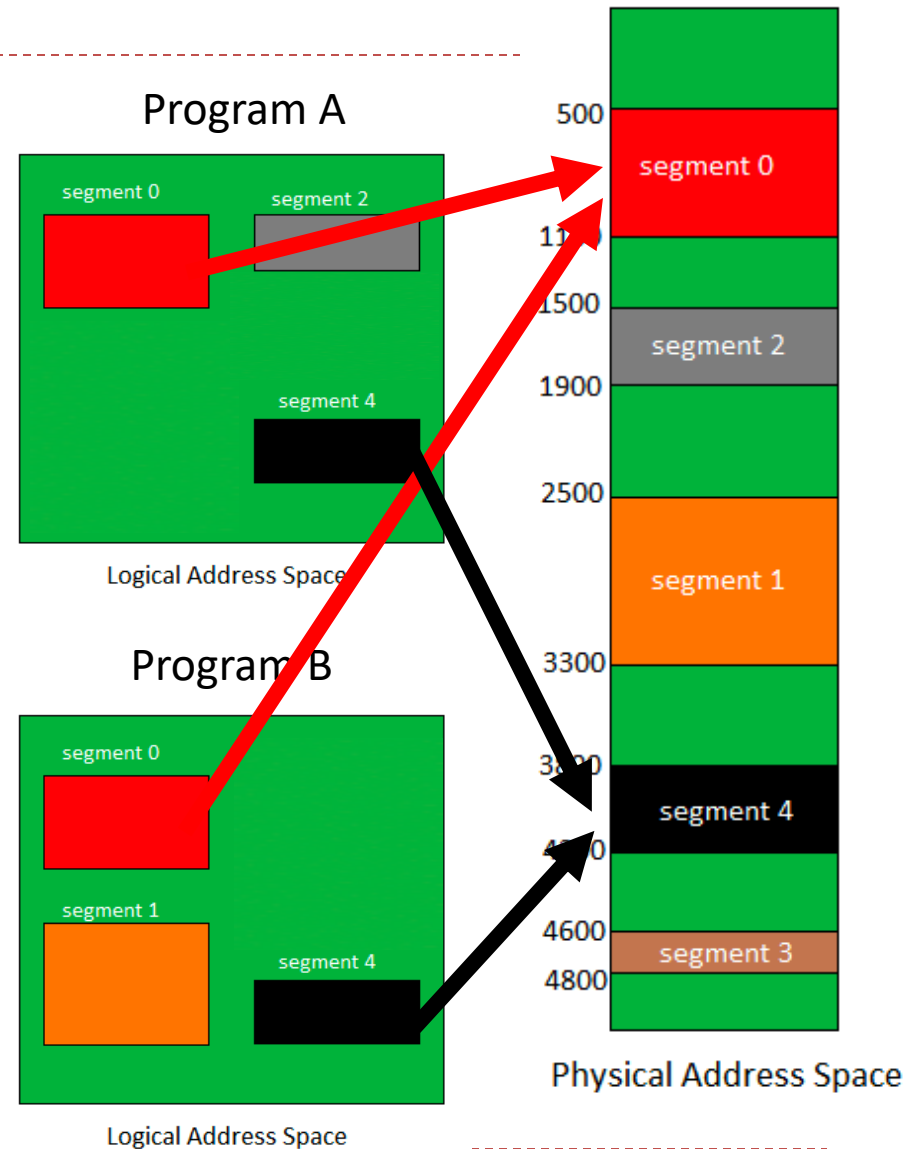 Program A
segment 0
segment 2
segment 4
Logical Address Space
Program B
segment 0
segment 1
segment 4
Logical Address Space
500
segment 0
1500
segment 2
1900
2500
segment 1
3300
segment 4
4600
segment 3
4800
Physical Address Space